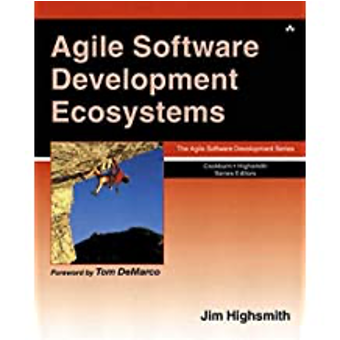 Agile Software
Development
Ecosystems
The Agile Software Development Series
Cockburn • Highsmith
Series Editors
Foreword by Tom DeMarco
Jim Highsmith